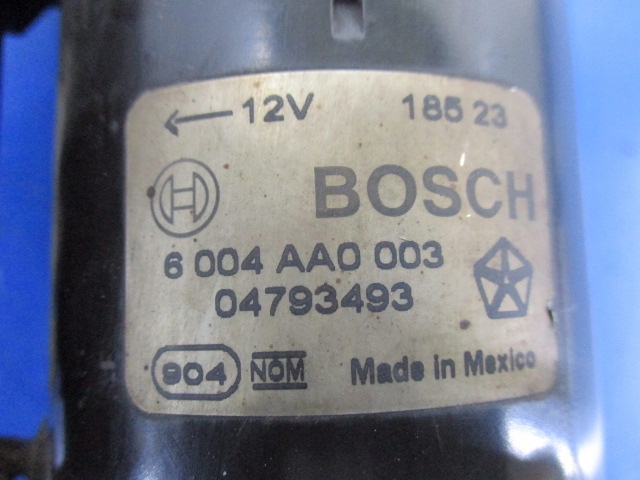 ← 12V 185 23
BOSCH
6 004 AA0 003
04793493
904 NOM Made in Mexico